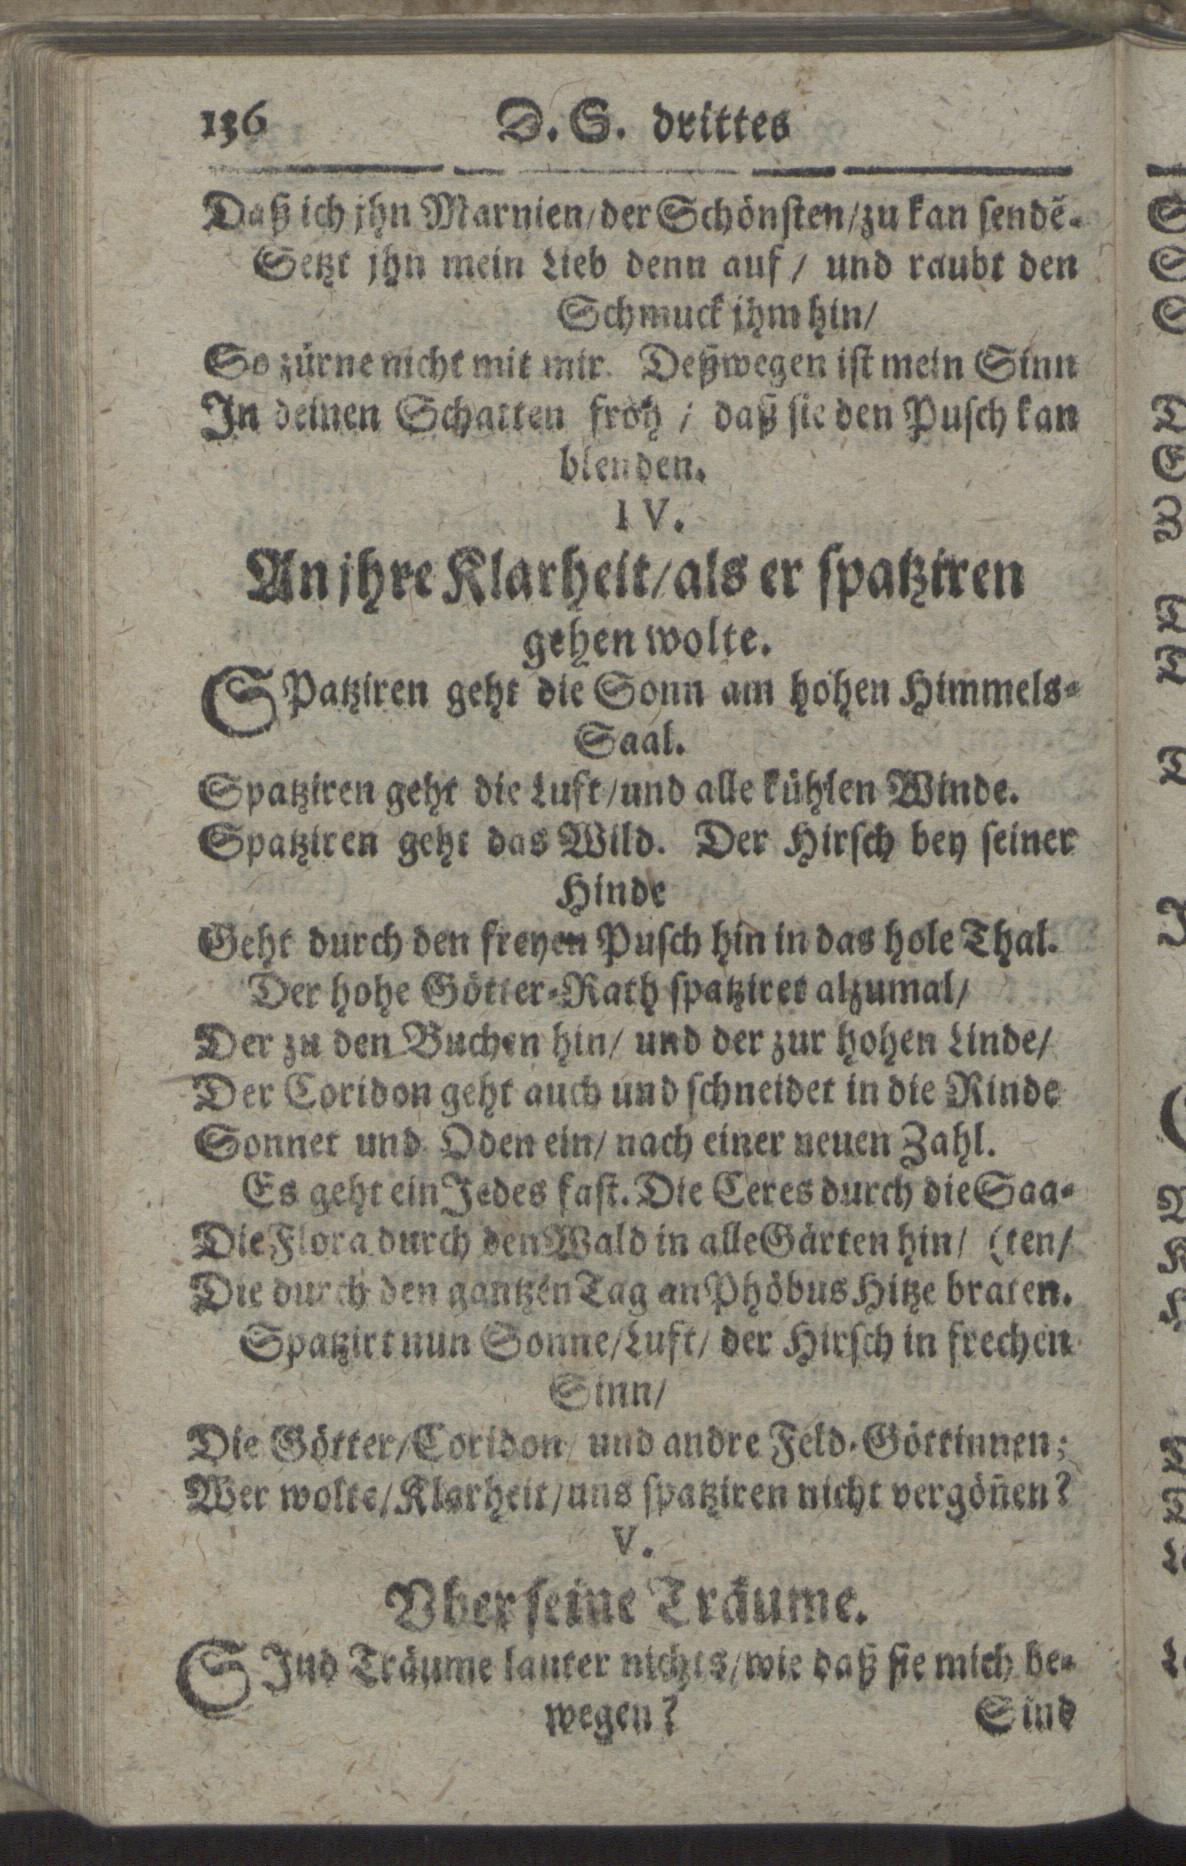 136 D. S. drittes
Daß ich jhn Marnien/der Schönsten/zu kan sendẽ.
Setzt jhn mein Lieb denn auf / und raubt den
Schmuck jhm hin/
So zürne nicht mit mir. Deßwegen ist mein Sinn
In deinen Schatten froh / daß sie den Pusch kan
blenden.
IV.
An jhre Klarheit/als er spatziren
gehen wolte.
SPatziren geht die Sonn am hohen Himmels-
Saal.
Spatziren geht die Luft/und alle kühlen Winde.
Spatziren geht das Wild. Der Hirsch bey seiner
Hinde
Geht durch den freyen Pusch hin in das hole Thal.
Der hohe Götter-Rath spatziret alzumal/
Der zu den Buchen hin/ und der zur hohen Linde/
Der Coridon geht auch und schneidet in die Rinde
Sonnet und Oden ein/ nach einer neuen Zahl.
Es geht ein Jedes fast. Die Ceres durch die Saa-
Die Flora durch den Wald in alle Gärten hin/ (ten/
Die durch den gantzen Tag an Phöbus Hitze braten.
Spatzirt nun Sonne/Luft/ der Hirsch in frechen
Sinn/
Die Götter/Coridon/ und andre Feld-Göttinnen;
Wer wolte/Klarheit/uns spatziren nicht vergöñen?
V.
Vber seine Träume.
SInd Träume lauter nichts/wie daß sie mich be-
wegen? Sind